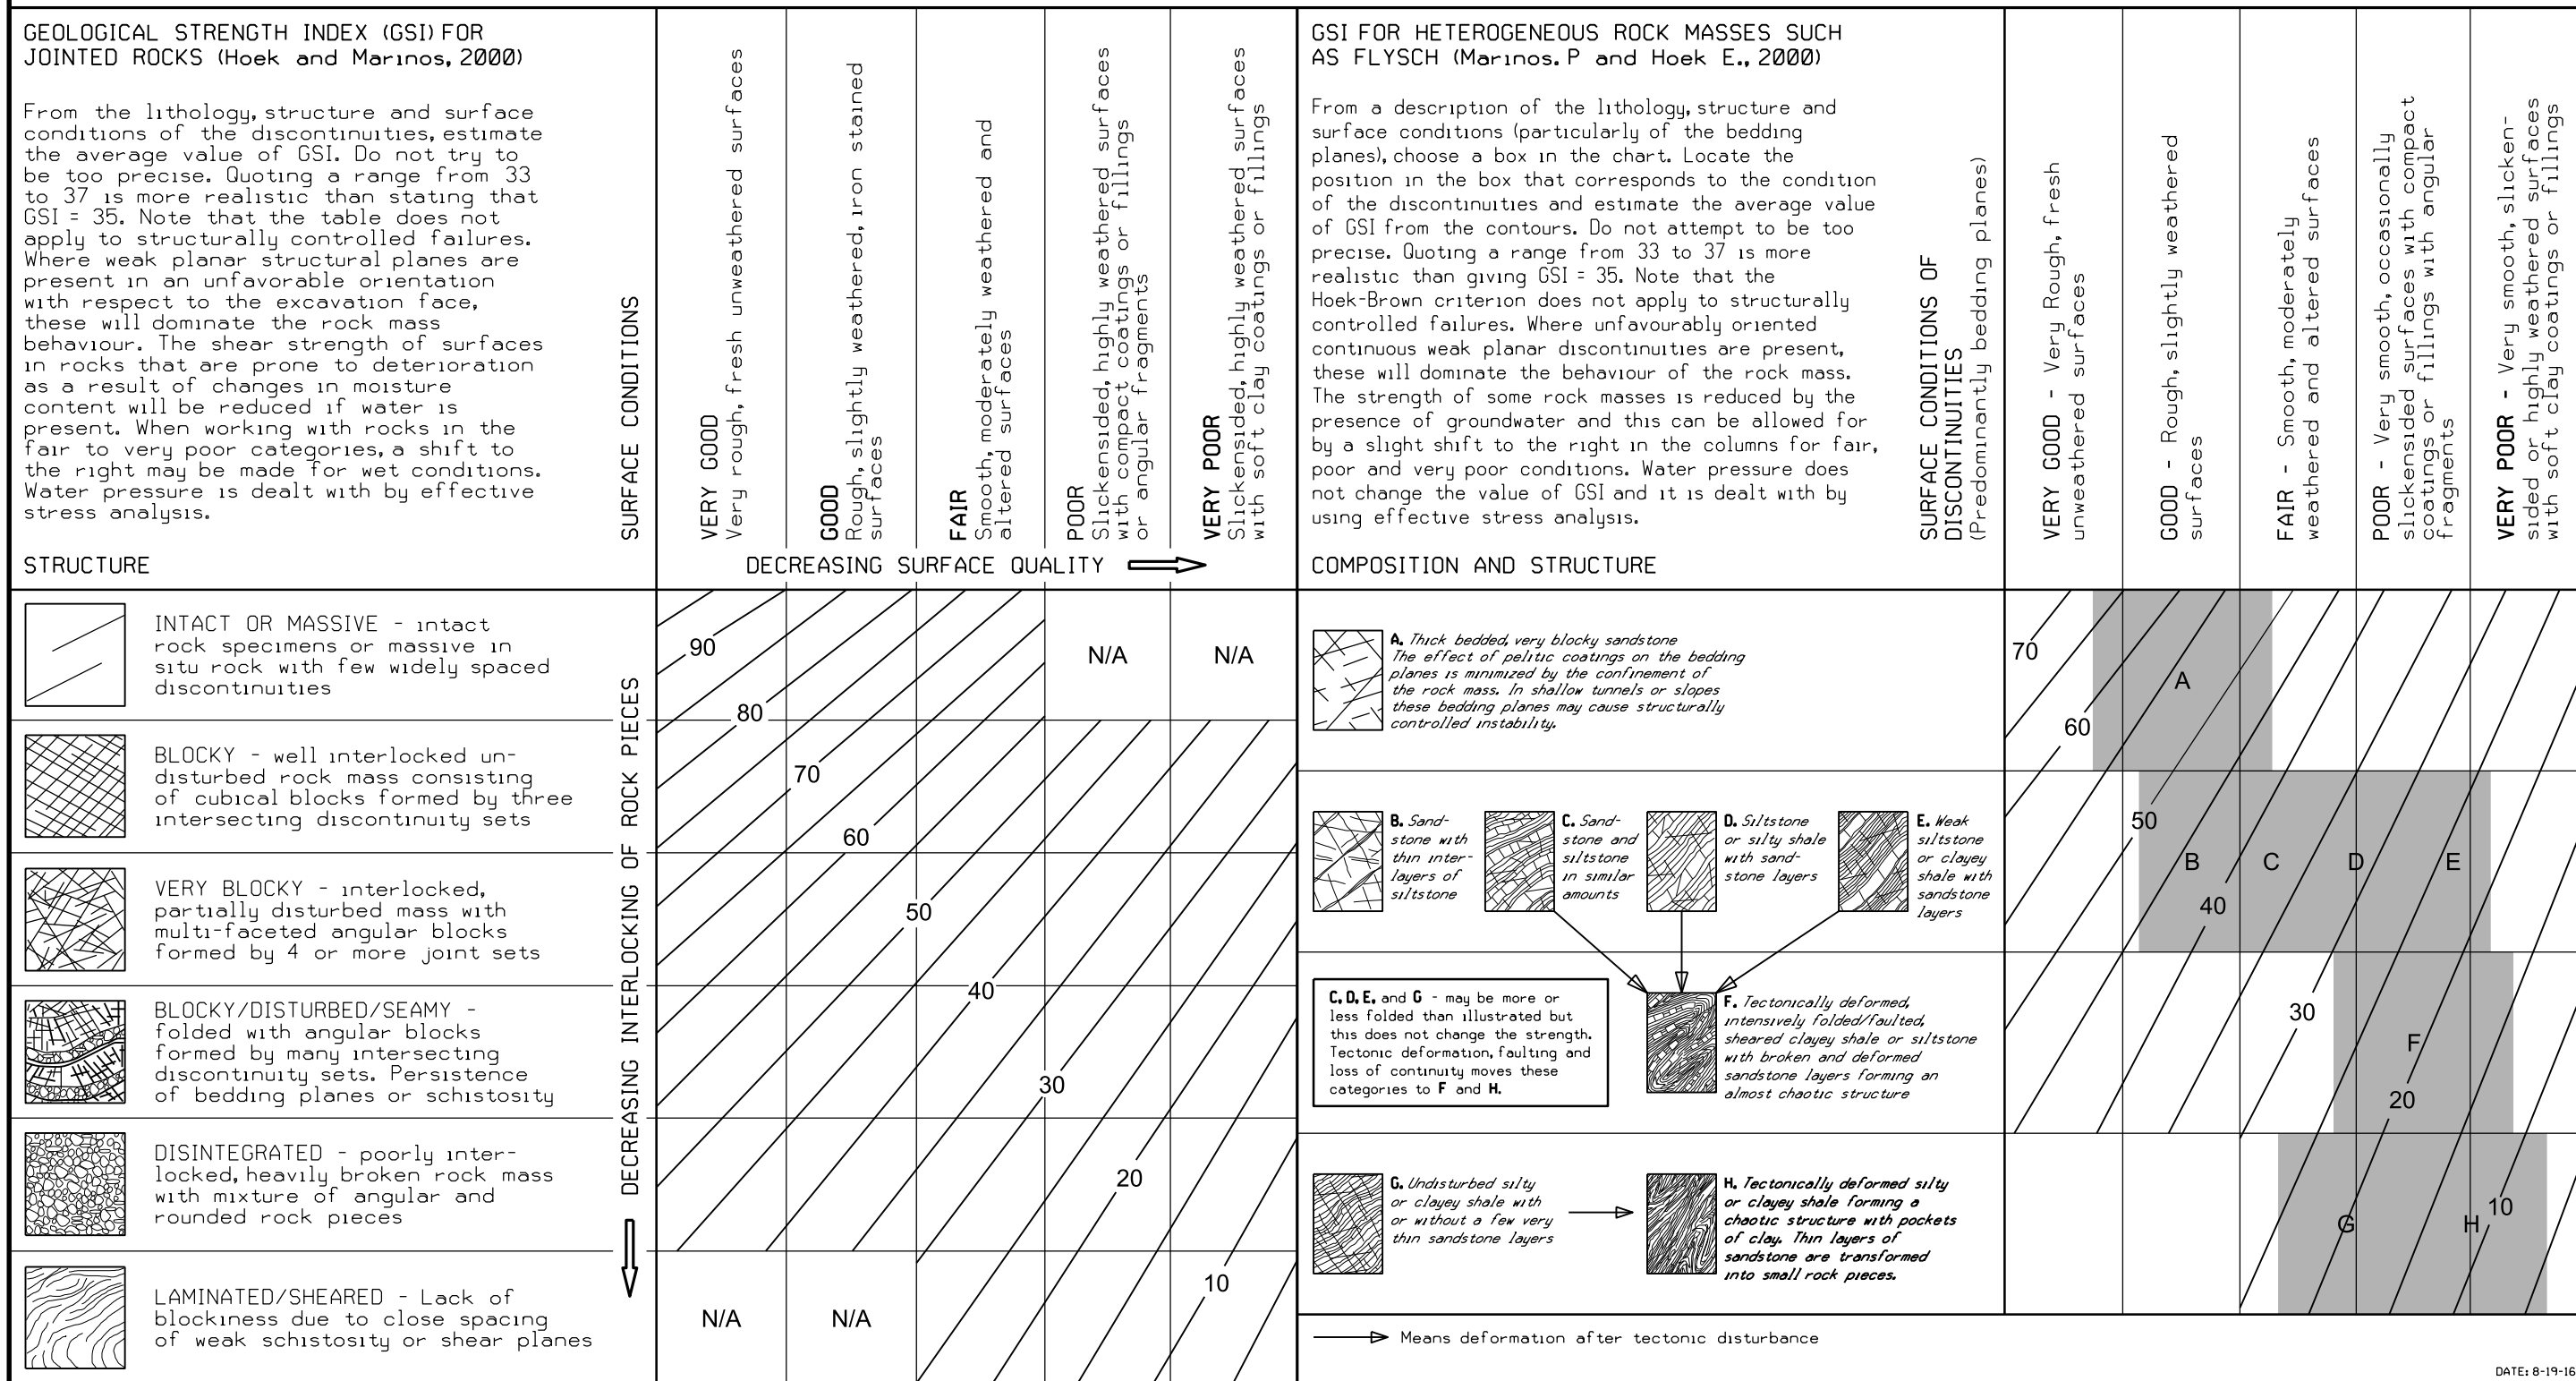 GEOLOGICAL STRENGTH INDEX (GSI) FOR
JOINTED ROCKS (Hoek and Marinos, 2000)
From the lithology, structure and surface
conditions of the discontinuities, estimate
the average value of GSI. Do not try to
be too precise. Quoting a range from 33
to 37 is more realistic than stating that
GSI = 35. Note that the table does not
apply to structurally controlled failures.
Where weak planar structural planes are
present in an unfavorable orientation
with respect to the excavation face,
these will dominate the rock mass
behaviour. The shear strength of surfaces
in rocks that are prone to deterioration
as a result of changes in moisture
content will be reduced if water is
present. When working with rocks in the
fair to very poor categories, a shift to
the right may be made for wet conditions.
Water pressure is dealt with by effective
stress analysis.
STRUCTURE
SURFACE CONDITIONS
VERY GOOD
Very rough, fresh unweathered surfaces
GOOD
Rough, slightly weathered, iron stained
surfaces
FAIR
Smooth, moderately weathered and
altered surfaces
POOR
Slickensided, highly weathered surfaces
with compact coatings or fillings
or angular fragments
VERY POOR
Slickensided, highly weathered surfaces
with soft clay coatings or fillings
DECREASING SURFACE QUALITY
INTACT OR MASSIVE - intact
rock specimens or massive in
situ rock with few widely spaced
discontinuities
BLOCKY - well interlocked un-
disturbed rock mass consisting
of cubical blocks formed by three
intersecting discontinuity sets
VERY BLOCKY - interlocked,
partially disturbed mass with
multi-faceted angular blocks
formed by 4 or more joint sets
BLOCKY/DISTURBED/SEAMY -
folded with angular blocks
formed by many intersecting
discontinuity sets. Persistence
of bedding planes or schistosity
DISINTEGRATED - poorly inter-
locked, heavily broken rock mass
with mixture of angular and
rounded rock pieces
LAMINATED/SHEARED - Lack of
blockiness due to close spacing
of weak schistosity or shear planes
DECREASING INTERLOCKING OF ROCK PIECES
90
80
70
60
50
40
30
20
10
N/A
N/A
N/A
N/A
GSI FOR HETEROGENEOUS ROCK MASSES SUCH
AS FLYSCH (Marinos. P and Hoek E., 2000)
From a description of the lithology, structure and
surface conditions (particularly of the bedding
planes), choose a box in the chart. Locate the
position in the box that corresponds to the condition
of the discontinuities and estimate the average value
of GSI from the contours. Do not attempt to be too
precise. Quoting a range from 33 to 37 is more
realistic than giving GSI = 35. Note that the
Hoek-Brown criterion does not apply to structurally
controlled failures. Where unfavourably oriented
continuous weak planar discontinuities are present,
these will dominate the behaviour of the rock mass.
The strength of some rock masses is reduced by the
presence of groundwater and this can be allowed for
by a slight shift to the right in the columns for fair,
poor and very poor conditions. Water pressure does
not change the value of GSI and it is dealt with by
using effective stress analysis.
COMPOSITION AND STRUCTURE
SURFACE CONDITIONS OF
DISCONTINUITIES
(Predominantly bedding planes)
VERY GOOD - Very Rough, fresh
unweathered surfaces
GOOD - Rough, slightly weathered
surfaces
FAIR - Smooth, moderately
weathered and altered surfaces
POOR - Very smooth, occasionally
slickensided surfaces with compact
coatings or fillings with angular
fragments
VERY POOR - Very smooth, slicken-
sided or highly weathered surfaces
with soft clay coatings or fillings
A. Thick bedded, very blocky sandstone
The effect of pelitic coatings on the bedding
planes is minimized by the confinement of
the rock mass. In shallow tunnels or slopes
these bedding planes may cause structurally
controlled instability.
B. Sand-
stone with
thin inter-
layers of
siltstone
C. Sand-
stone and
siltstone
in similar
amounts
D. Siltstone
or silty shale
with sand-
stone layers
E. Weak
siltstone
or clayey
shale with
sandstone
layers
C, D, E, and G - may be more or
less folded than illustrated but
this does not change the strength.
Tectonic deformation, faulting and
loss of continuity moves these
categories to F and H.
F. Tectonically deformed,
intensively folded/faulted,
sheared clayey shale or siltstone
with broken and deformed
sandstone layers forming an
almost chaotic structure
G. Undisturbed silty
or clayey shale with
or without a few very
thin sandstone layers
H. Tectonically deformed silty
or clayey shale forming a
chaotic structure with pockets
of clay. Thin layers of
sandstone are transformed
into small rock pieces.
70
A
60
50
B
C
D
E
40
30
F
20
G
H
10
Means deformation after tectonic disturbance
DATE: 8-19-16